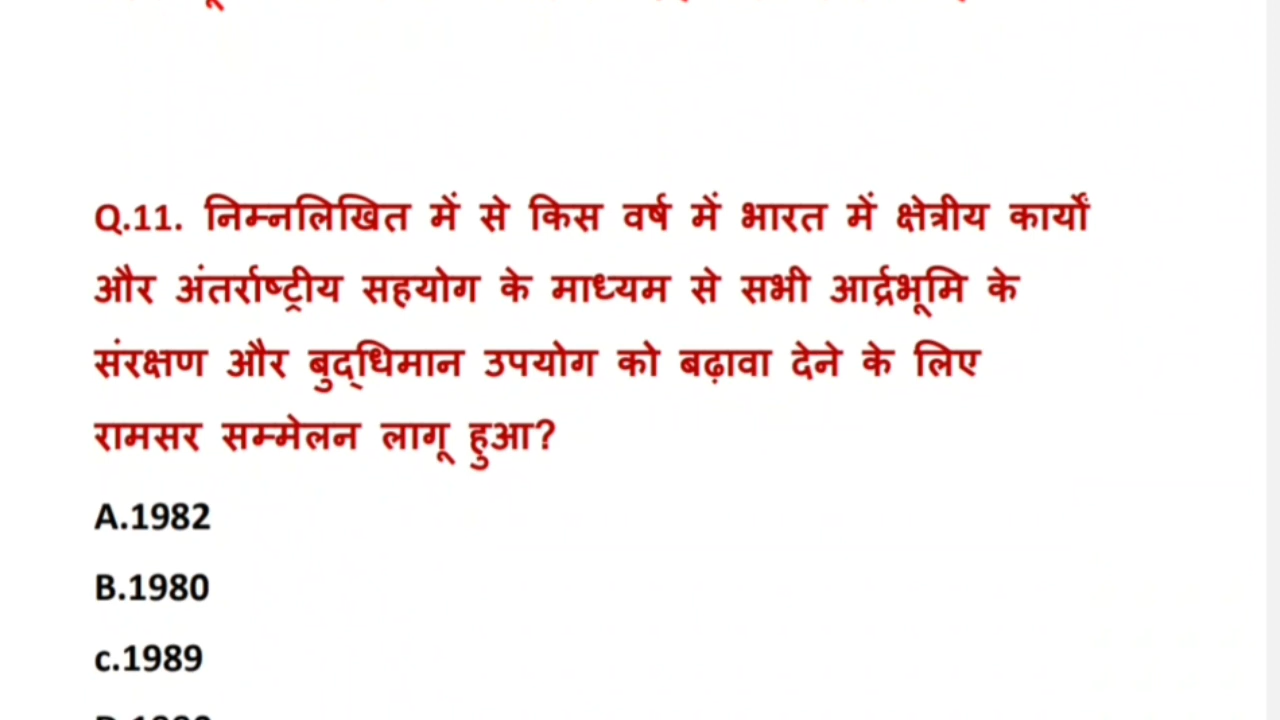 Q.11. निम्नलिखित में से किस वर्ष में भारत में क्षेत्रीय कार्यों
और अंतर्राष्ट्रीय सहयोग के माध्यम से सभी आर्द्रभूमि के
संरक्षण और बुद्धिमान उपयोग को बढ़ावा देने के लिए
रामसर सम्मेलन लागू हुआ?
A.1982
B.1980
c.1989